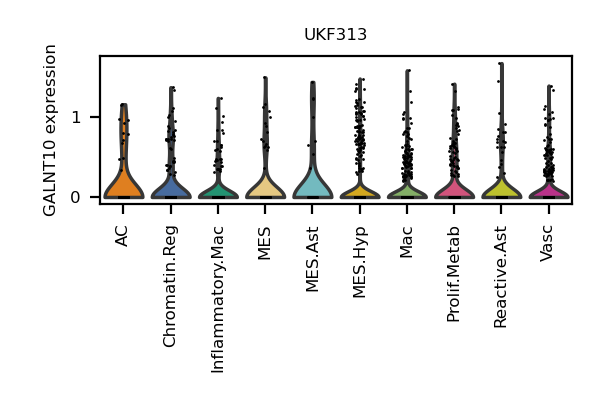 UKF313
GALNT10 expression
1
0
AC
Chromatin.Reg
Inflammatory.Mac
MES
MES.Ast
MES.Hyp
Mac
Prolif.Metab
Reactive.Ast
Vasc